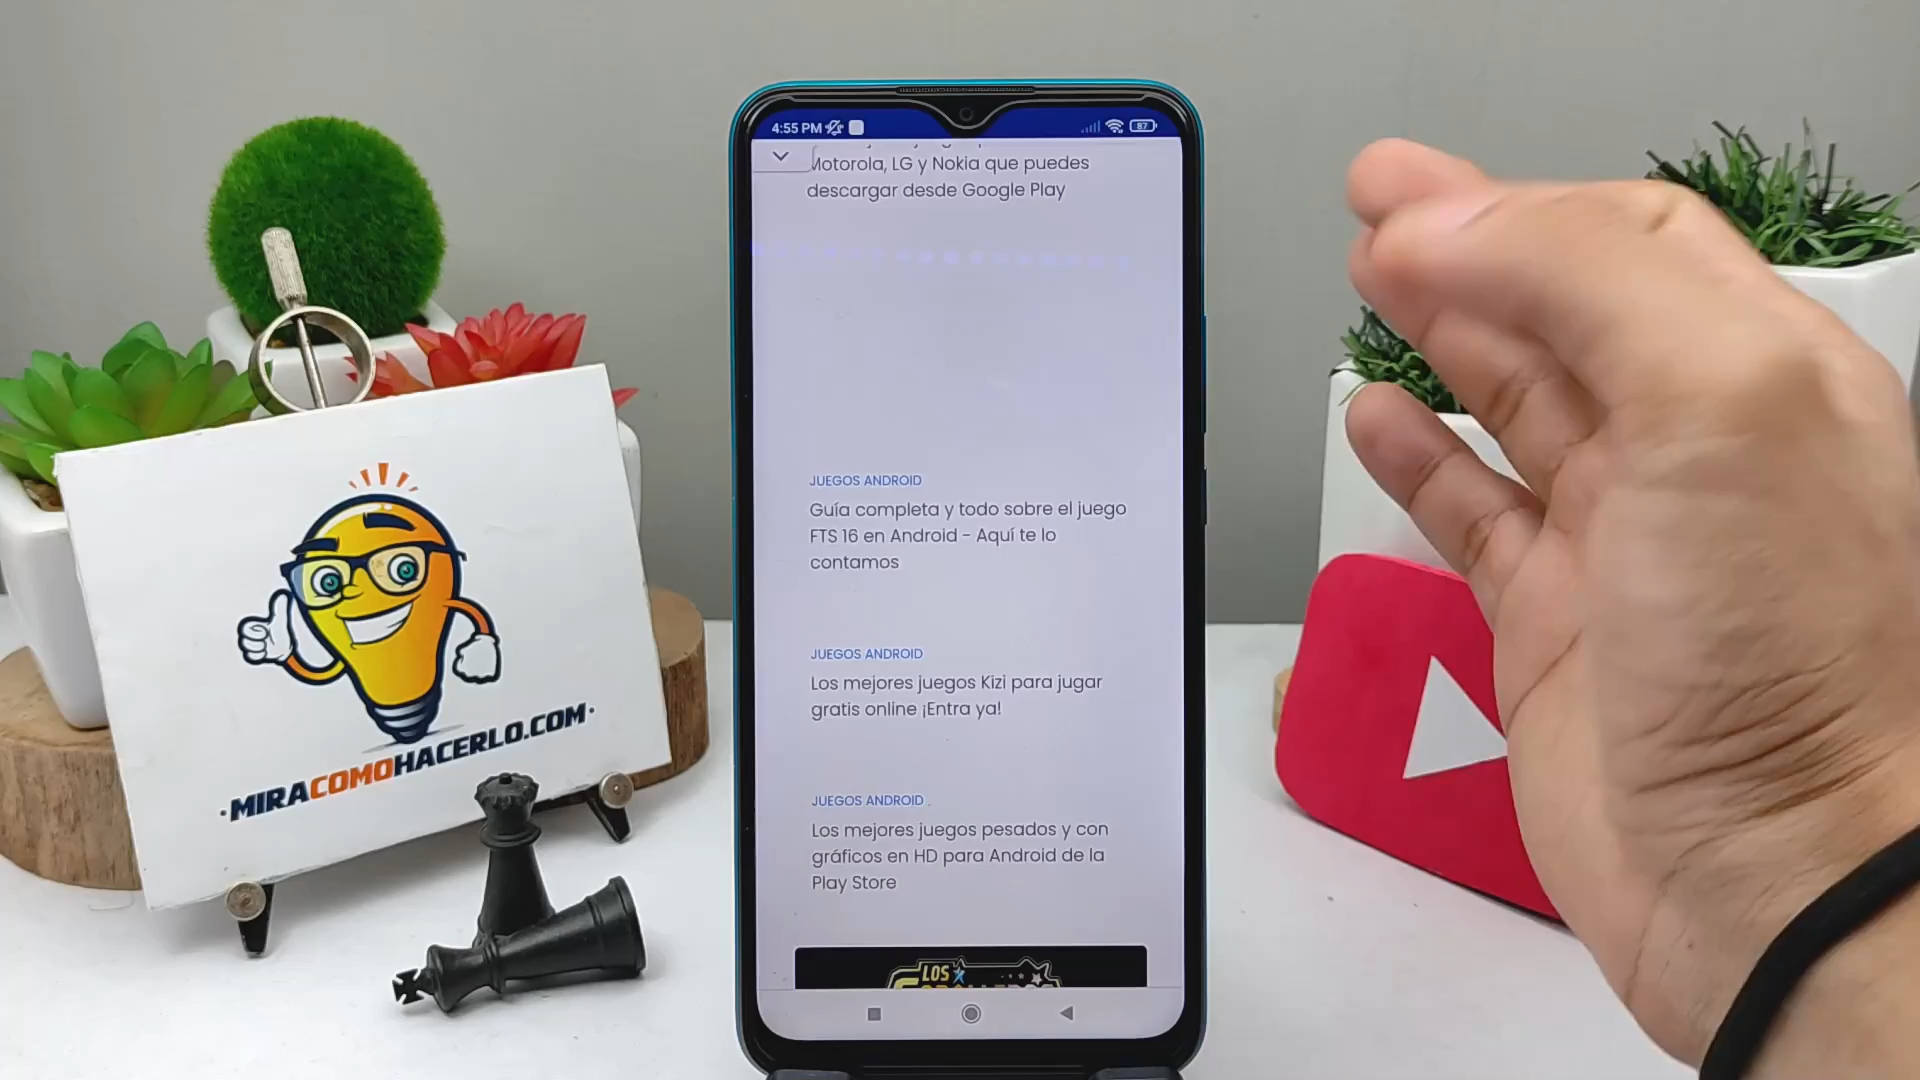 4:55 PM
87
Motorola, LG y Nokia que puedes
descargar desde Google Play
JUEGOS ANDROID
Guía completa y todo sobre el juego
FTS 16 en Android - Aquí te lo
contamos
JUEGOS ANDROID
Los mejores juegos Kizi para jugar
gratis online ¡Entra ya!
JUEGOS ANDROID
Los mejores juegos pesados y con
gráficos en HD para Android de la
Play Store
LOS
·MIRACOMOHACERLO.COM·